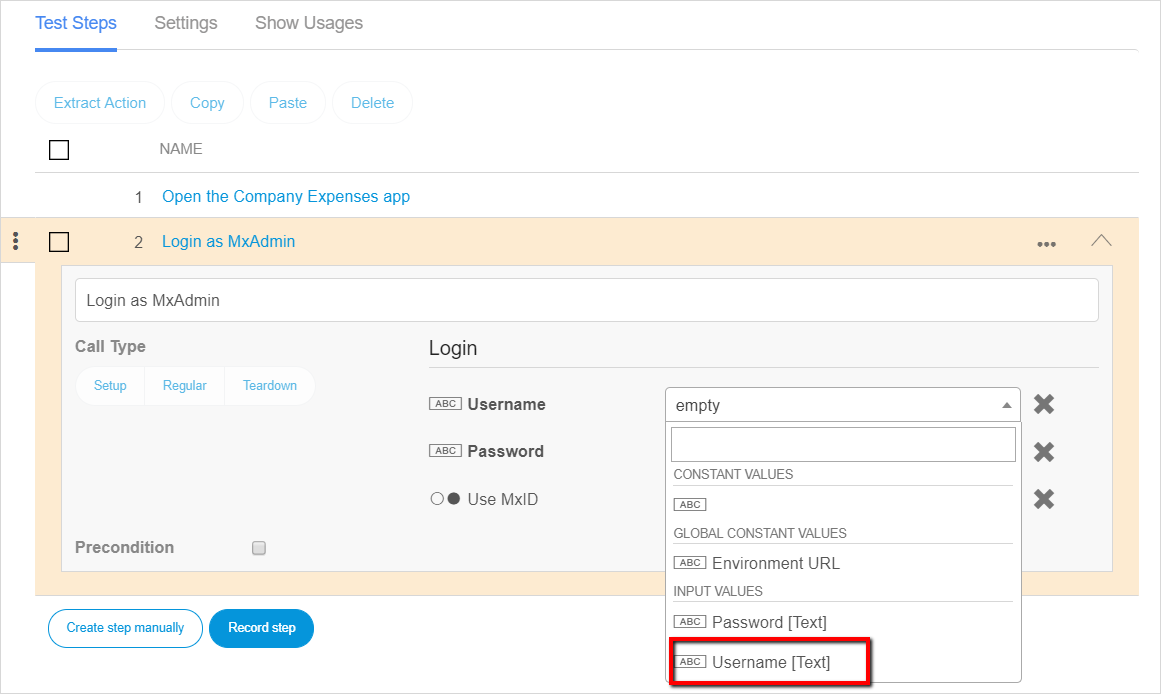 Test Steps Settings Show Usages
Extract Action Copy Paste Delete
NAME
1 Open the Company Expenses app
2 Login as MxAdmin
Login as MxAdmin
Call Type
Setup Regular Teardown
Precondition
Login
ABC Username empty
ABC Password
Use MxID
CONSTANT VALUES
ABC
GLOBAL CONSTANT VALUES
ABC Environment URL
INPUT VALUES
ABC Password [Text]
ABC Username [Text]
Create step manually Record step